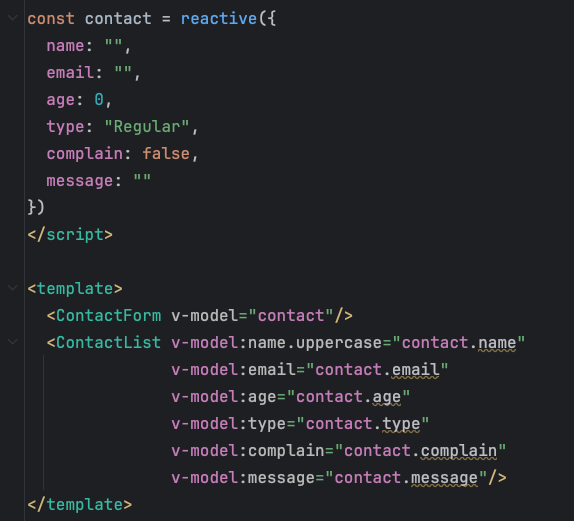 const contact = reactive({
  name: "",
  email: "",
  age: 0,
  type: "Regular",
  complain: false,
  message: ""
})
</script>

<template>
  <ContactForm v-model="contact"/>
  <ContactList v-model:name.uppercase="contact.name"
               v-model:email="contact.email"
               v-model:age="contact.age"
               v-model:type="contact.type"
               v-model:complain="contact.complain"
               v-model:message="contact.message"/>
</template>